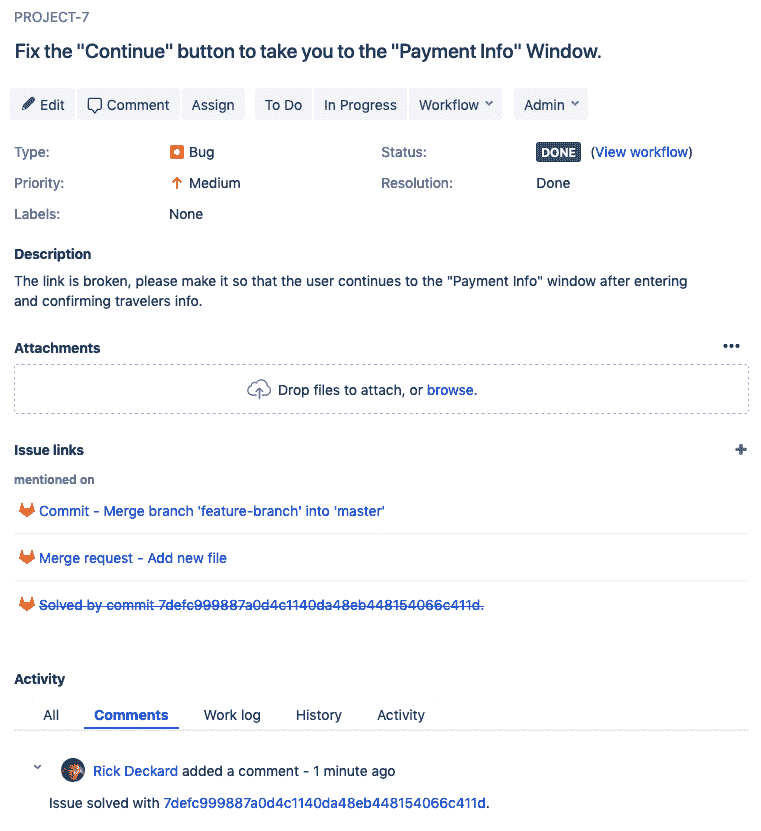 PROJECT-7
Fix the "Continue" button to take you to the "Payment Info" Window.
Edit Comment Assign To Do In Progress Workflow Admin
Type: Bug Status: DONE (View workflow)
Priority: Medium Resolution: Done
Labels: None
Description
The link is broken, please make it so that the user continues to the "Payment Info" window after entering
and confirming travelers info.
Attachments
Drop files to attach, or browse.
Issue links
mentioned on
Commit - Merge branch 'feature-branch' into 'master'
Merge request - Add new file
Solved by commit 7defc999887a0d4c1140da48eb448154066c411d.
Activity
All Comments Work log History Activity
Rick Deckard added a comment - 1 minute ago
Issue solved with 7defc999887a0d4c1140da48eb448154066c411d.